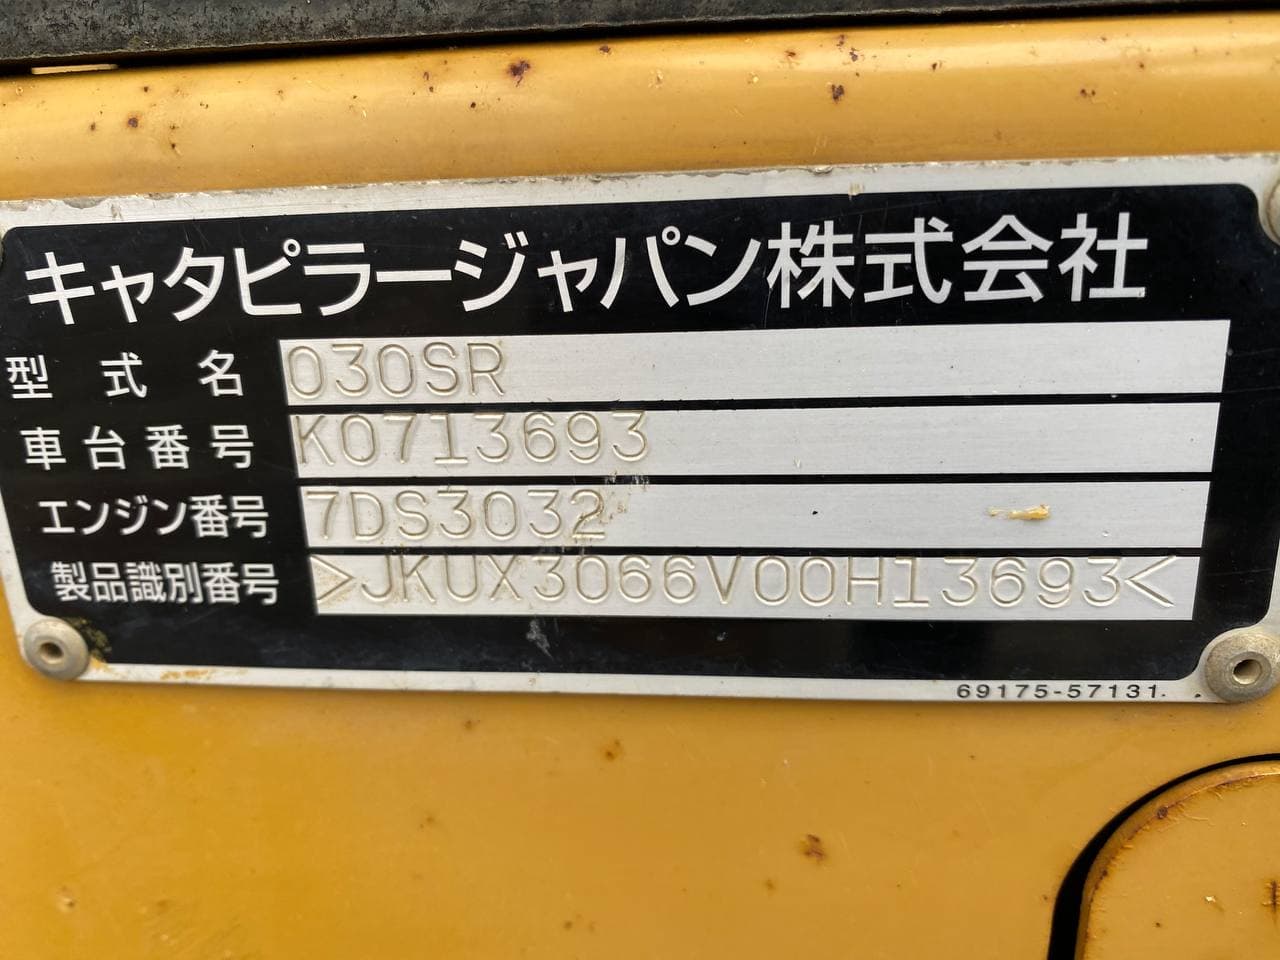 キャタピラージャパン株式会社
型式名 030SR
車台番号 K0713693
エンジン番号 7DS3032
製品識別番号 >JKUX3066V00H13693<
69175-57131